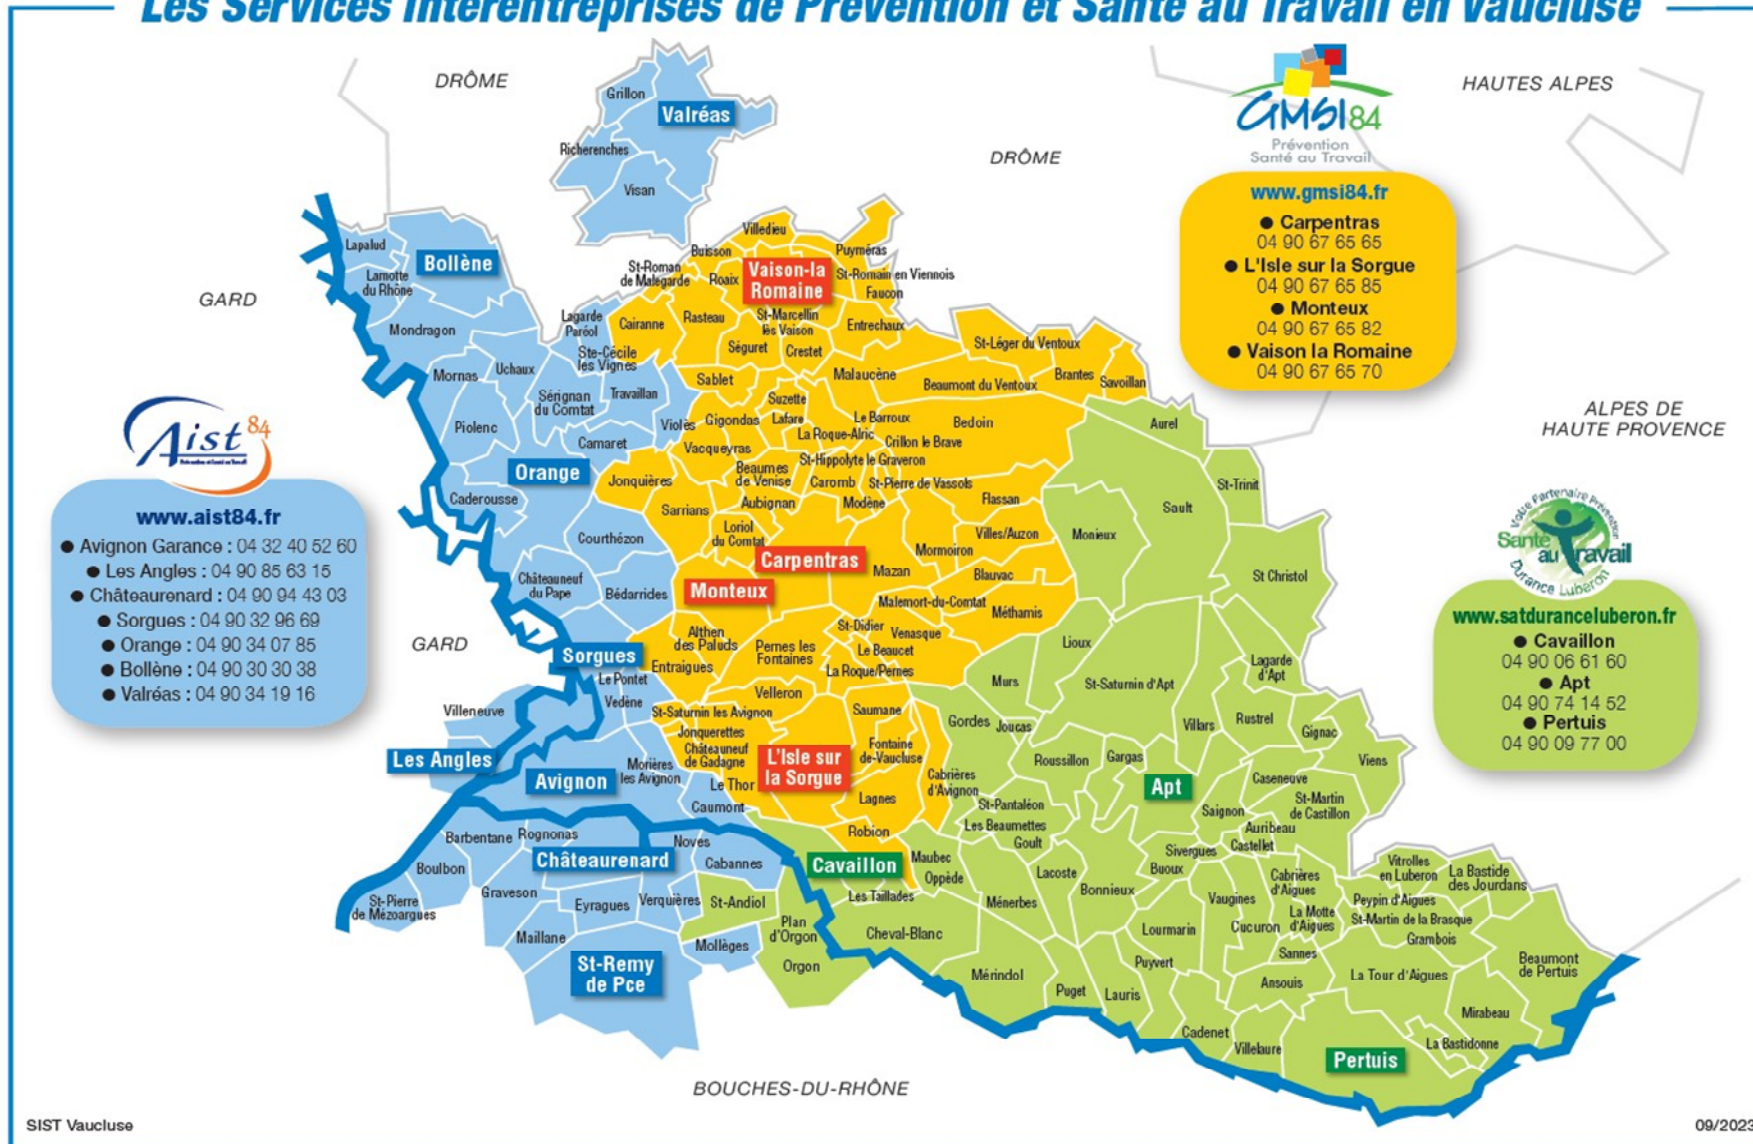 Les Services Interentreprises de Prévention et Santé au Travail en Vaucluse
DRÔME
HAUTES ALPES
DRÔME
GARD
GARD
ALPES DE
HAUTE PROVENCE
BOUCHES-DU-RHÔNE
Aist 84
www.aist84.fr
● Avignon Garance : 04 32 40 52 60
● Les Angles : 04 90 85 63 15
● Châteaurenard : 04 90 94 43 03
● Sorgues : 04 90 32 96 69
● Orange : 04 90 34 07 85
● Bollène : 04 90 30 30 38
● Valréas : 04 90 34 19 16
GMSI84
Prévention
Santé au Travail
www.gmsi84.fr
● Carpentras
04 90 67 65 65
● L'Isle sur la Sorgue
04 90 67 65 85
● Monteux
04 90 67 65 82
● Vaison la Romaine
04 90 67 65 70
Votre Partenaire Prévention
Santé
au Travail
Durance Luberon
www.satduranceluberon.fr
● Cavaillon
04 90 06 61 60
● Apt
04 90 74 14 52
● Pertuis
04 90 09 77 00
Grillon
Valréas
Richerenches
Visan
Lapalud
Bollène
Lamotte
du Rhône
Mondragon
Lagarde
Paréol
Ste-Cécile
les Vignes
Uchaux
Mornas
Sérignan
du Comtat
Travaillan
Piolenc
Violès
Camaret
Orange
Caderousse
Courthézon
Châteauneuf
du Pape
Bédarrides
Sorgues
Le Pontet
Vedène
Villeneuve
Les Angles
Avignon
Morières
les Avignon
Caumont
Barbentane
Rognonas
Châteaurenard
Noves
Cabannes
Boulbon
St-Pierre
de Mézoargues
Graveson
Eyragues
Verquières
Maillane
Mollèges
St-Remy
de Pce
Villedieu
Buisson
Puyméras
St-Roman
de Malegarde
Roaix
Vaison-la
Romaine
St-Romain en Viennois
Faucon
Cairanne
Rasteau
St-Marcellin
lès Vaison
Entrechaux
Séguret
Crestet
St-Léger du Ventoux
Sablet
Malaucène
Beaumont du Ventoux
Brantes
Savoillan
Suzette
Gigondas
Lafare
Le Barroux
Bedoin
La Roque-Alric
Crillon le Brave
Vacqueyras
St-Hippolyte le Graveron
Beaumes
de Venise
Caromb
St-Pierre de Vassols
Jonquières
Aubignan
Modène
Flassan
Sarrians
Loriol
du Comtat
Villes/Auzon
Carpentras
Mormoiron
Mazan
Blauvac
Monteux
Malemort-du-Comtat
Méthamis
Althen
des Paluds
St-Didier
Venasque
Pernes les
Fontaines
Le Beaucet
Entraigues
La Roque/Pernes
Velleron
St-Saturnin les Avignon
Saumane
Jonquerettes
Châteauneuf
de Gadagne
L'Isle sur
la Sorgue
Fontaine
de-Vaucluse
Le Thor
Cabrières
d'Avignon
Lagnes
Robion
Aurel
St-Trinit
Sault
Monieux
St Christol
Lioux
Lagarde
d'Apt
Murs
St-Saturnin d'Apt
Gordes
Joucas
Villars
Rustrel
Gignac
Roussillon
Gargas
Viens
Apt
Caseneuve
St-Pantaléon
St-Martin
de Castillon
Les Beaumettes
Saignon
Auribeau
Goult
Castellet
Sivergues
Cavaillon
Maubec
Oppède
Lacoste
Buoux
Bonnieux
Cabrières
d'Aigues
Vitrolles
en Luberon
La Bastide
des Jourdans
Les Taillades
Ménerbes
Vaugines
Peypin d'Aigues
St-Andiol
La Motte
d'Aigues
St-Martin de la Brasque
Plan
d'Orgon
Cheval-Blanc
Lourmarin
Cucuron
Grambois
Orgon
Puyvert
Sannes
Beaumont
de Pertuis
Mérindol
La Tour d'Aigues
Ansouis
Puget
Lauris
Mirabeau
Cadenet
Villelaure
La Bastidonne
Pertuis
SIST Vaucluse
09/2023